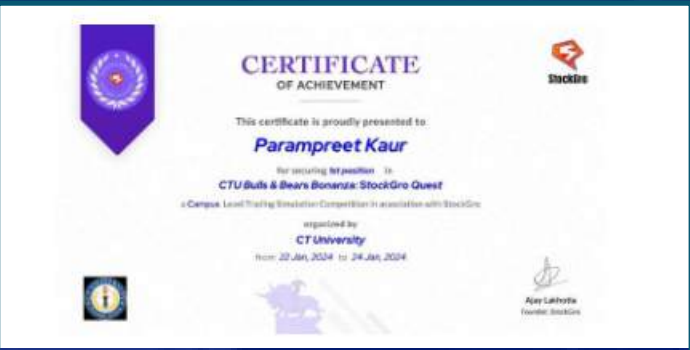 CERTIFICATE
OF ACHIEVEMENT
StockGro
This certificate is proudly presented to
Parampreet Kaur
for securing 1st position in
CTU Bulls & Bears Bonanza: StockGro Quest
a Campus Level Trading Simulation Competition in association with StockGro
organized by
CT University
from 22 Jan, 2024 to 24 Jan, 2024
Ajay Lakhotia
Founder, StockGro